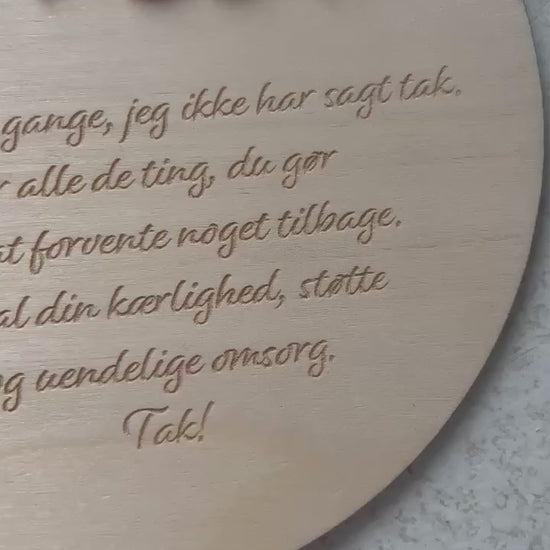 gange, jeg ikke har sagt tak.
alle de ting, du gør
at forvente noget tilbage.
din kærlighed, støtte
uendelige omsorg.
Tak!